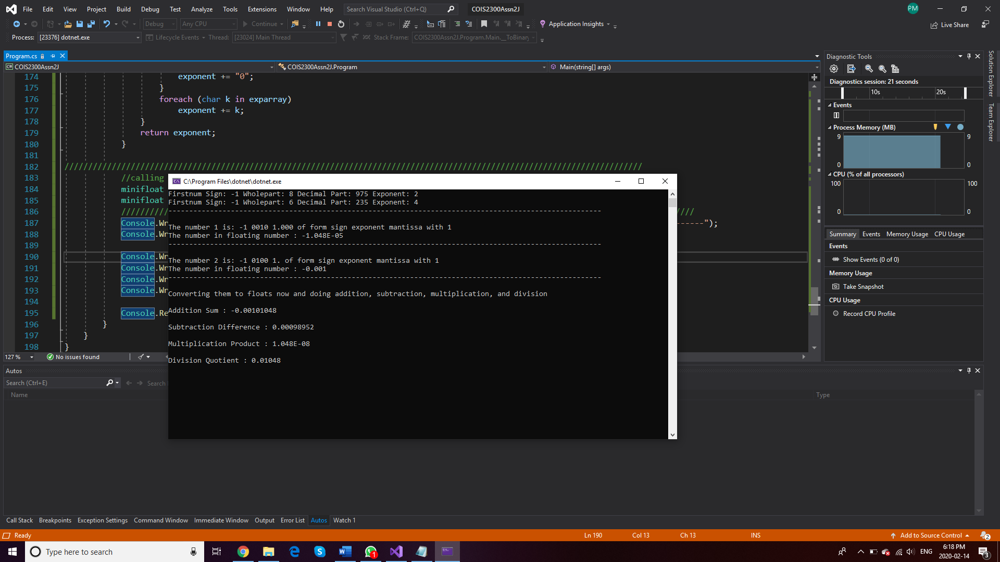 File Edit View Project Build Debug Test Analyze Tools Extensions Window Help Search Visual Studio (Ctrl+Q) COIS2300Assn2J PM
Debug Any CPU Continue Application Insights Live Share
Process: [23376] dotnet.exe Lifecycle Events Thread: [23024] Main Thread Stack Frame: COIS2300Assn2J.Program.Main.__ToBinary
Program.cs
COIS2300Assn2J COIS2300Assn2J.Program Main(string[] args)
174 exponent += "0";
175 }
176 foreach (char k in exparray)
177 exponent += k;
178 }
179 return exponent;
180 }
181
182 //////////////////////////////////////////////////////////////////////////////////////////////////////////////////////////
183 //calling
184 minifloat
185 minifloat
186 ////////// ////
187 Console.Wr ------");
188 Console.Wr
189
190 Console.Wr
191 Console.Wr
192 Console.Wr
193 Console.Wr
194
195 Console.Re
196 }
197 }
198 }
127 % No issues found
C:\Program Files\dotnet\dotnet.exe
Firstnum Sign: -1 Wholepart: 8 Decimal Part: 975 Exponent: 2
Firstnum Sign: -1 Wholepart: 6 Decimal Part: 235 Exponent: 4
--------------------------------------------------------------------------------------------------------
The number 1 is: -1 0010 1.000 of form sign exponent mantissa with 1
The number in floating number : -1.048E-05
--------------------------------------------------------------------------------------------------------
The number 2 is: -1 0100 1. of form sign exponent mantissa with 1
The number in floating number : -0.001
--------------------------------------------------------------------------------------------------------
Converting them to floats now and doing addition, subtraction, multiplication, and division
Addition Sum : -0.00101048
Subtraction Difference : 0.00098952
Multiplication Product : 1.048E-08
Division Quotient : 0.01048
Diagnostic Tools
Diagnostics session: 21 seconds
10s 20s
Events
Process Memory (MB)
9 9
0 0
CPU (% of all processors)
100 100
0 0
Summary Events Memory Usage CPU Usage
Events
Show Events (0 of 0)
Memory Usage
Take Snapshot
CPU Usage
Record CPU Profile
Solution Explorer
Team Explorer
Autos
Search (Ctrl+E) Search
Name Type
Call Stack Breakpoints Exception Settings Command Window Immediate Window Output Error List Autos Watch 1
Ready Ln 190 Col 13 Ch 13 INS Add to Source Control 2
Type here to search 1 ENG 6:18 PM
2020-02-14 3